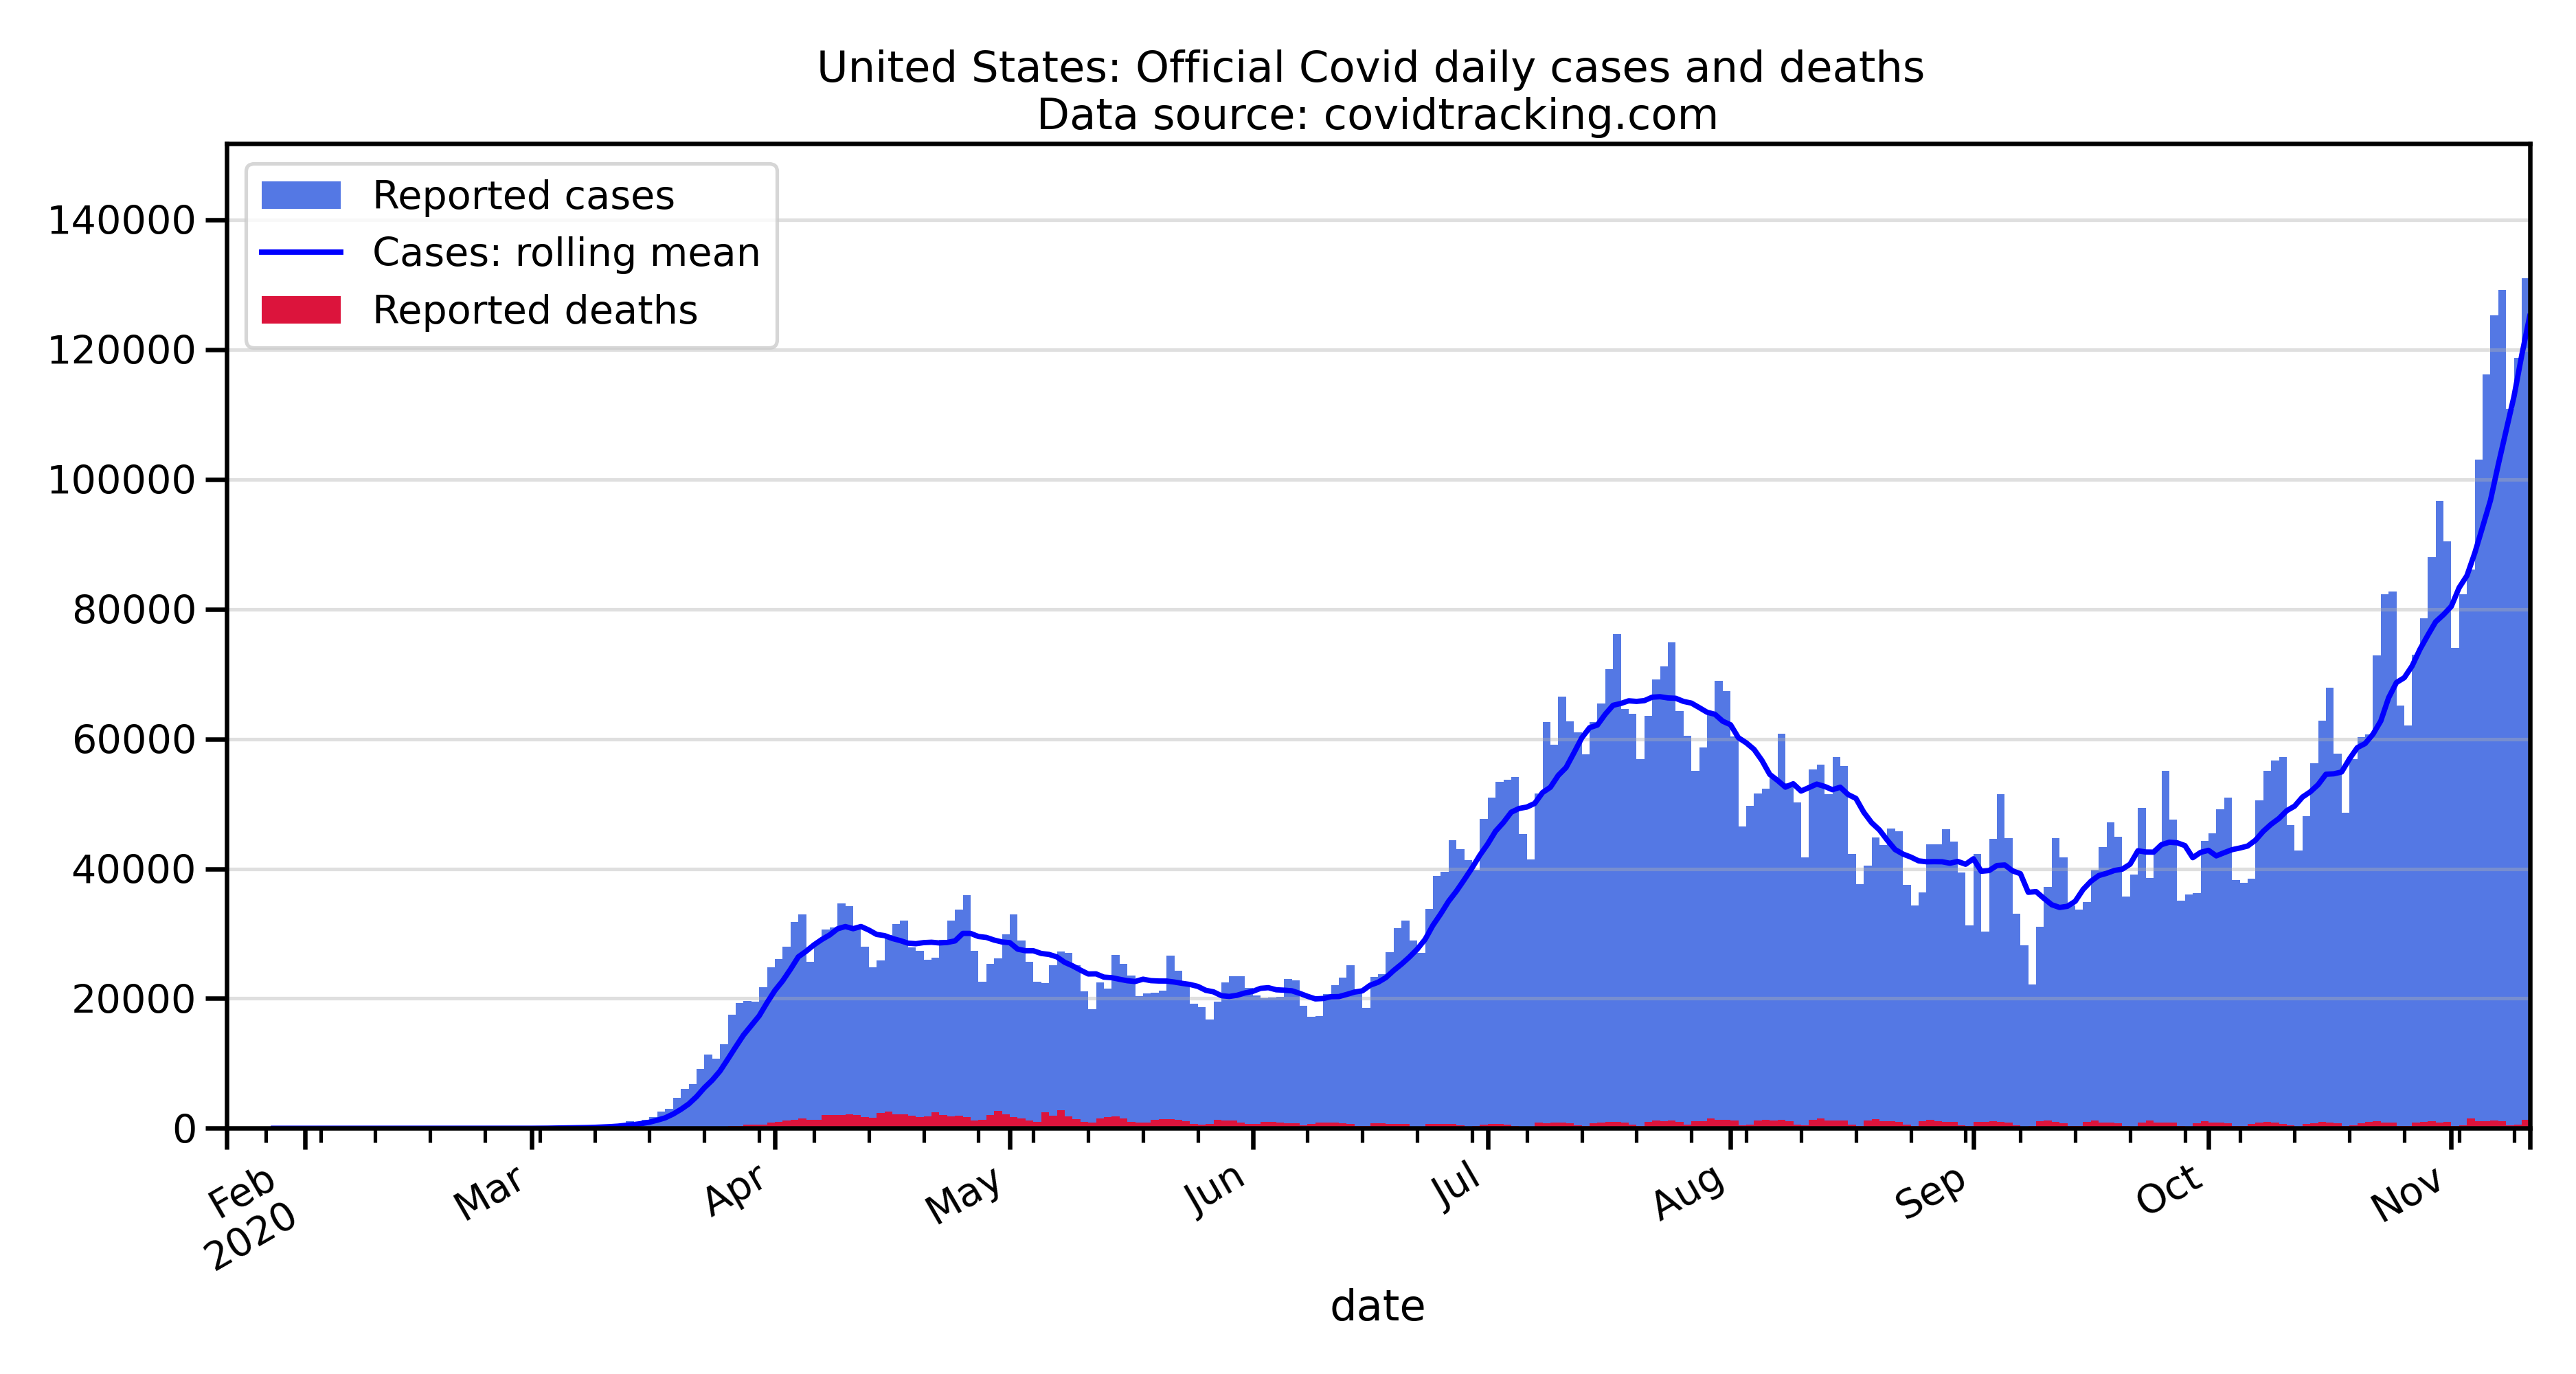 United States: Official Covid daily cases and deaths
Data source: covidtracking.com
Reported cases
Cases: rolling mean
Reported deaths
140000
120000
100000
80000
60000
40000
20000
0
Feb
2020
Mar
Apr
May
Jun
Jul
Aug
Sep
Oct
Nov
date